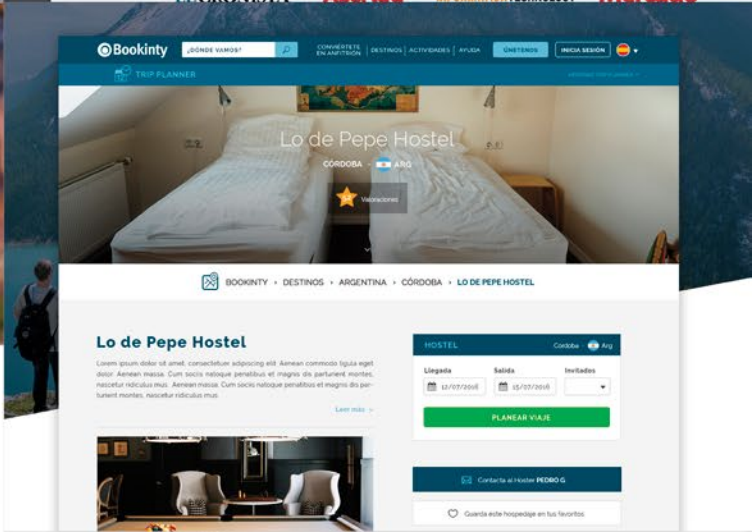 Bookinty
¿DÓNDE VAMOS?
CONVIÉRTETE
EN ANFITRIÓN
DESTINOS
ACTIVIDADES
AYUDA
ÚNETENOS
INICIA SESIÓN
TRIP PLANNER
Lo de Pepe Hostel
CÓRDOBA - ARG
Valoraciones
BOOKINTY › DESTINOS › ARGENTINA › CÓRDOBA › LO DE PEPE HOSTEL
Lo de Pepe Hostel
Lorem ipsum dolor sit amet, consectetuer adipiscing elit. Aenean commodo ligula eget
dolor. Aenean massa. Cum sociis natoque penatibus et magnis dis parturient montes,
nascetur ridiculus mus. Aenean massa. Cum sociis natoque penatibus et magnis dis par-
turient montes, nascetur ridiculus mus.
Leer más
HOSTEL
Córdoba - Arg
Llegada
Salida
Invitados
12/07/2016
15/07/2016
PLANEAR VIAJE
Contacta al Hoster PEDRO G
Guarda este hospedaje en tus favoritos